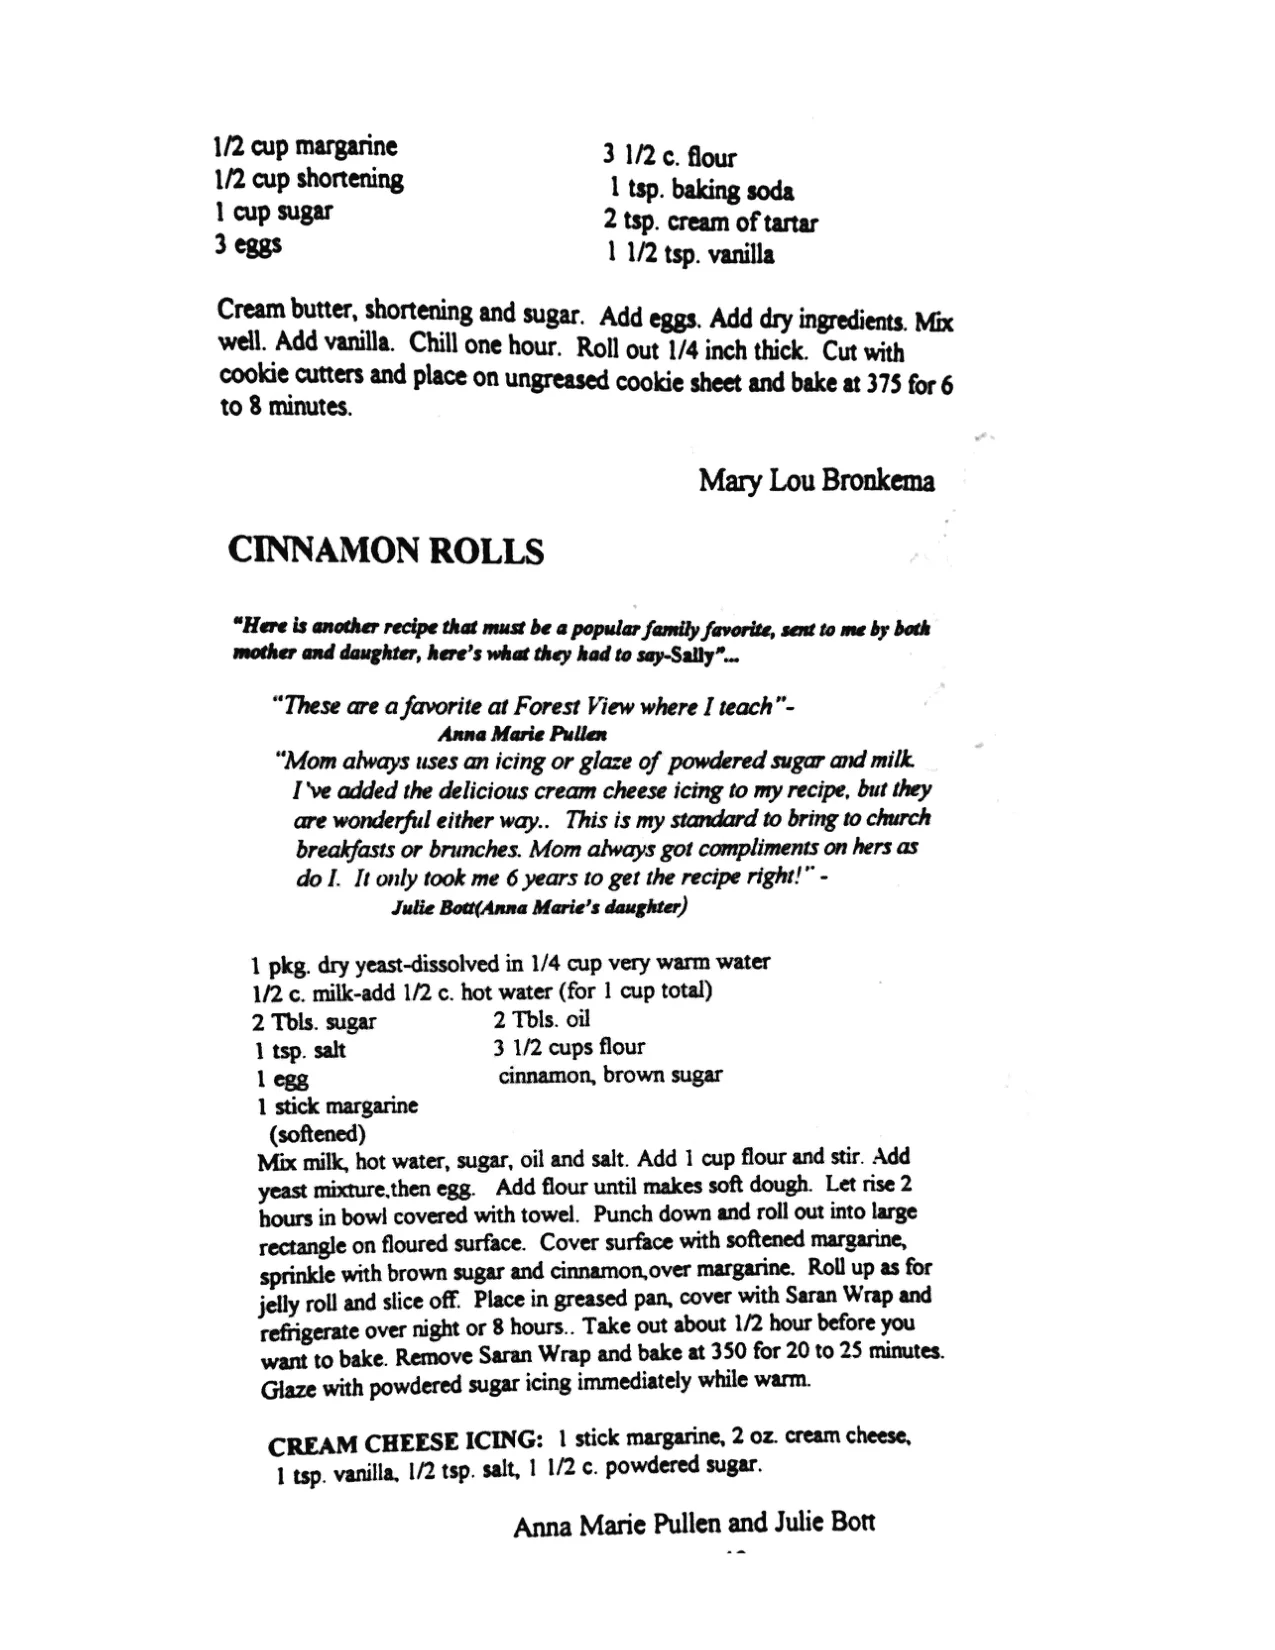 1/2 cup margarine
1/2 cup shortening
1 cup sugar
3 eggs
3 1/2 c. flour
1 tsp. baking soda
2 tsp. cream of tartar
1 1/2 tsp. vanilla
Cream butter, shortening and sugar. Add eggs. Add dry ingredients. Mix
well. Add vanilla. Chill one hour. Roll out 1/4 inch thick. Cut with
cookie cutters and place on ungreased cookie sheet and bake at 375 for 6
to 8 minutes.
Mary Lou Bronkema
CINNAMON ROLLS
"Here is another recipe that must be a popular family favorite, sent to me by both
mother and daughter, here's what they had to say-Sally"...
"These are a favorite at Forest View where I teach"-
Anna Marie Pullen
"Mom always uses an icing or glaze of powdered sugar and milk.
I've added the delicious cream cheese icing to my recipe, but they
are wonderful either way.. This is my standard to bring to church
breakfasts or brunches. Mom always got compliments on hers as
do I. It only took me 6 years to get the recipe right!" -
Julie Bott(Anna Marie's daughter)
1 pkg. dry yeast-dissolved in 1/4 cup very warm water
1/2 c. milk-add 1/2 c. hot water (for 1 cup total)
2 Tbls. sugar
1 tsp. salt
1 egg
1 stick margarine
(softened)
2 Tbls. oil
3 1/2 cups flour
cinnamon, brown sugar
Mix milk, hot water, sugar, oil and salt. Add 1 cup flour and stir. Add
yeast mixture,then egg. Add flour until makes soft dough. Let rise 2
hours in bowl covered with towel. Punch down and roll out into large
rectangle on floured surface. Cover surface with softened margarine,
sprinkle with brown sugar and cinnamon,over margarine. Roll up as for
jelly roll and slice off. Place in greased pan, cover with Saran Wrap and
refrigerate over night or 8 hours.. Take out about 1/2 hour before you
want to bake. Remove Saran Wrap and bake at 350 for 20 to 25 minutes.
Glaze with powdered sugar icing immediately while warm.
CREAM CHEESE ICING: 1 stick margarine, 2 oz. cream cheese,
1 tsp. vanilla, 1/2 tsp. salt, 1 1/2 c. powdered sugar.
Anna Marie Pullen and Julie Bott